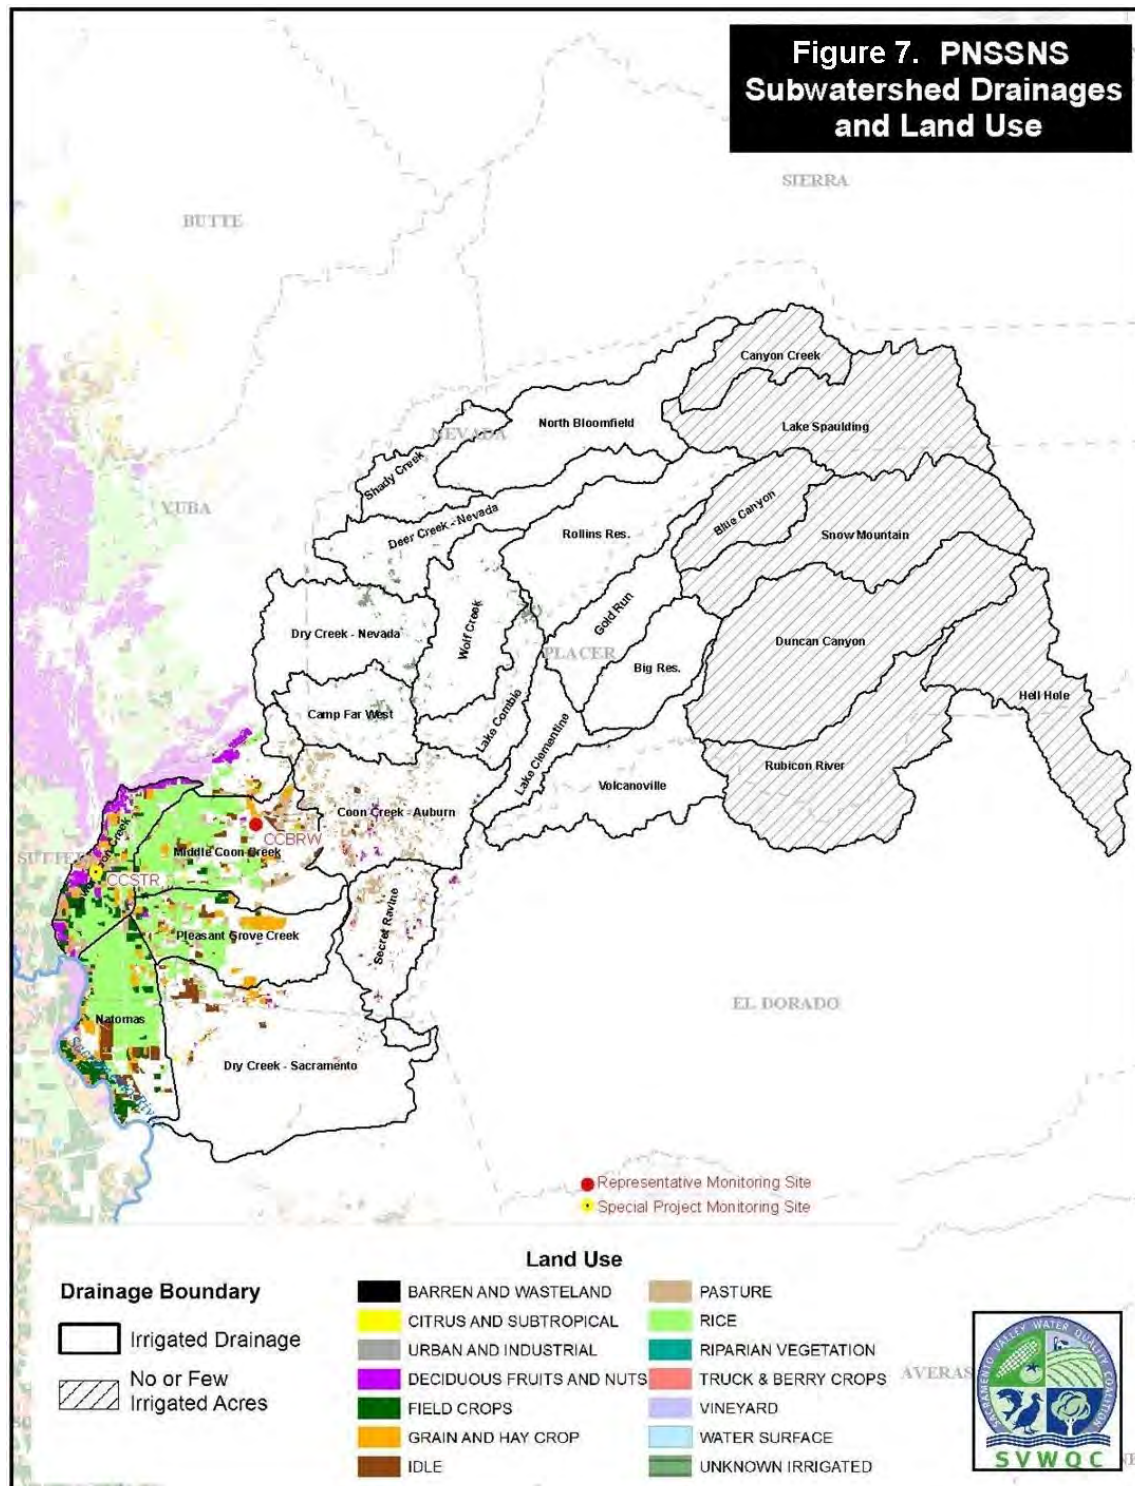 Figure 7. PNSSNS
Subwatershed Drainages
and Land Use
SIERRA
BUTTE
Canyon Creek
North Bloomfield
Lake Spaulding
NEVADA
Shady Creek
YUBA
Deer Creek - Nevada
Blue Canyon
Rollins Res.
Snow Mountain
Gold Run
Dry Creek - Nevada
Wolf Creek
Duncan Canyon
PLACER
Big Res.
Hell Hole
Camp Far West
Lake Combie
Lake Clementine
Rubicon River
Volcanoville
Coon Creek - Auburn
CCBRW
Middle Coon Creek
CCSTR
Secret Ravine
Pleasant Grove Creek
EL DORADO
Natomas
Dry Creek - Sacramento
Representative Monitoring Site
Special Project Monitoring Site
Land Use
Drainage Boundary
Irrigated Drainage
No or Few
Irrigated Acres
BARREN AND WASTELAND
CITRUS AND SUBTROPICAL
URBAN AND INDUSTRIAL
DECIDUOUS FRUITS AND NUTS
FIELD CROPS
GRAIN AND HAY CROP
IDLE
PASTURE
RICE
RIPARIAN VEGETATION
TRUCK & BERRY CROPS
VINEYARD
WATER SURFACE
UNKNOWN IRRIGATED
AVERAS
SACRAMENTO VALLEY WATER QUALITY COALITION
SVWQC